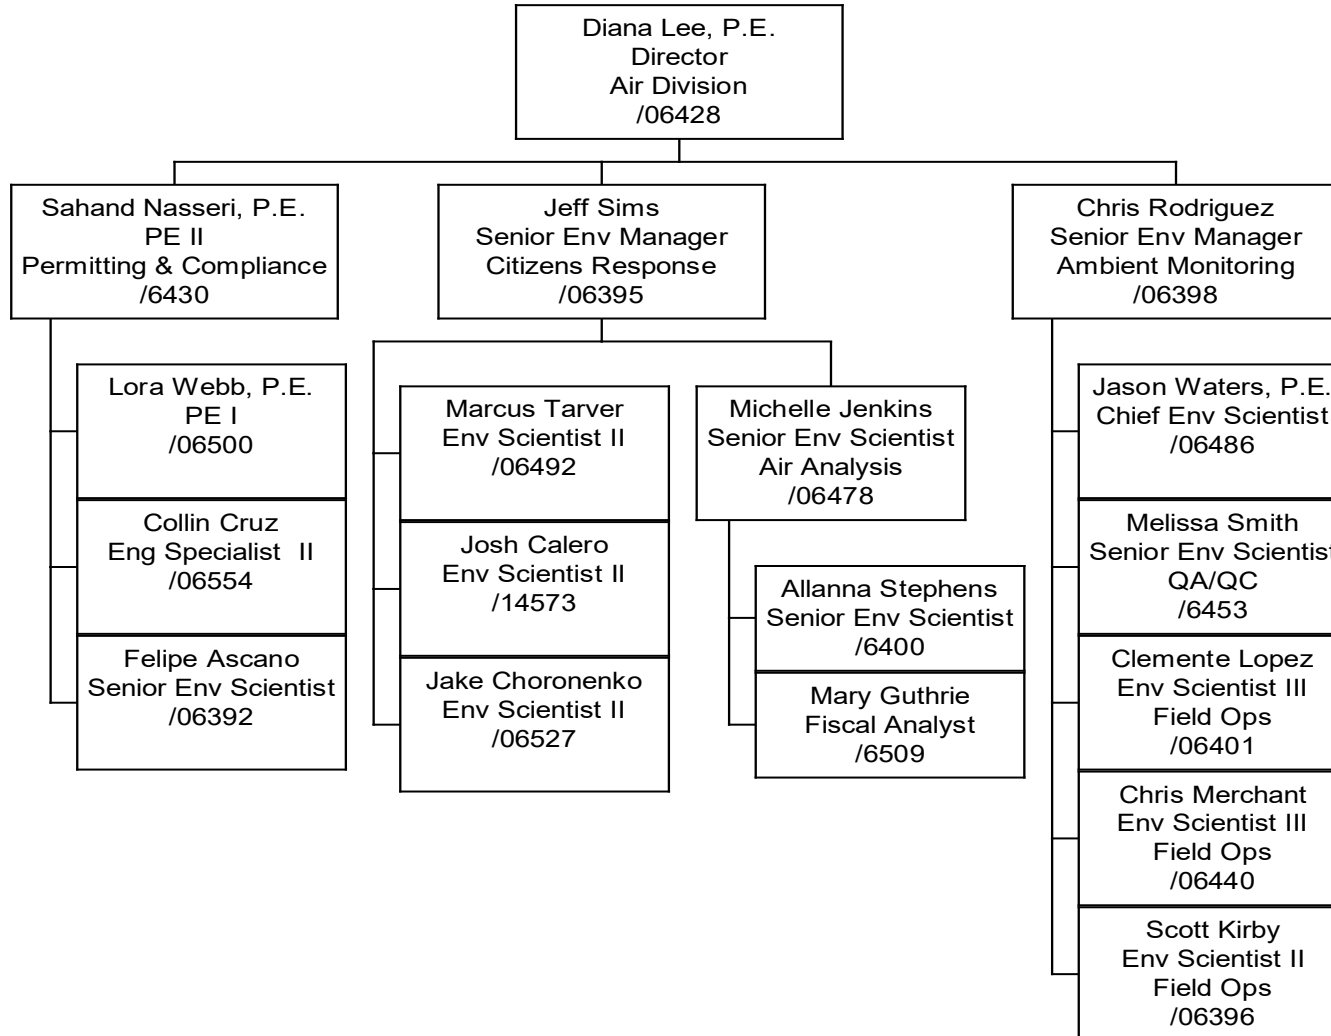 Diana Lee, P.E.
Director
Air Division
/06428
Sahand Nasseri, P.E.
PE II
Permitting & Compliance
/6430
Jeff Sims
Senior Env Manager
Citizens Response
/06395
Chris Rodriguez
Senior Env Manager
Ambient Monitoring
/06398
Lora Webb, P.E.
PE I
/06500
Collin Cruz
Eng Specialist  II
/06554
Felipe Ascano
Senior Env Scientist
/06392
Marcus Tarver
Env Scientist II
/06492
Josh Calero
Env Scientist II
/14573
Jake Choronenko
Env Scientist II
/06527
Michelle Jenkins
Senior Env Scientist
Air Analysis
/06478
Allanna Stephens
Senior Env Scientist
/6400
Mary Guthrie
Fiscal Analyst
/6509
Jason Waters, P.E.
Chief Env Scientist
/06486
Melissa Smith
Senior Env Scientist
QA/QC
/6453
Clemente Lopez
Env Scientist III
Field Ops
/06401
Chris Merchant
Env Scientist III
Field Ops
/06440
Scott Kirby
Env Scientist II
Field Ops
/06396